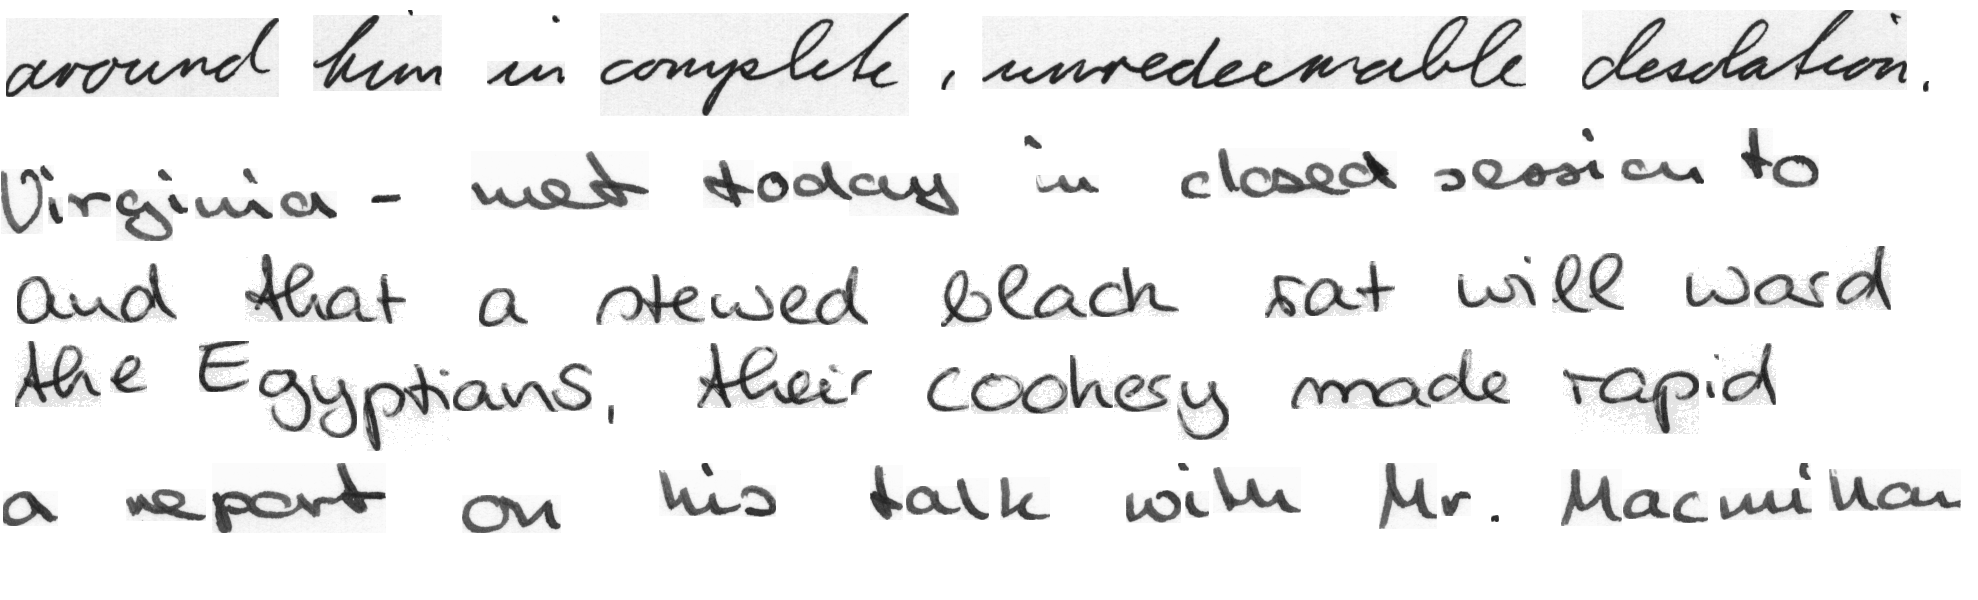 around him in complete, unredeemable desolation.
Virginia - met today in closed session to
and that a stewed black rat will ward
the Egyptians, their cookery made rapid
a report on his talk with Mr. Macmillan